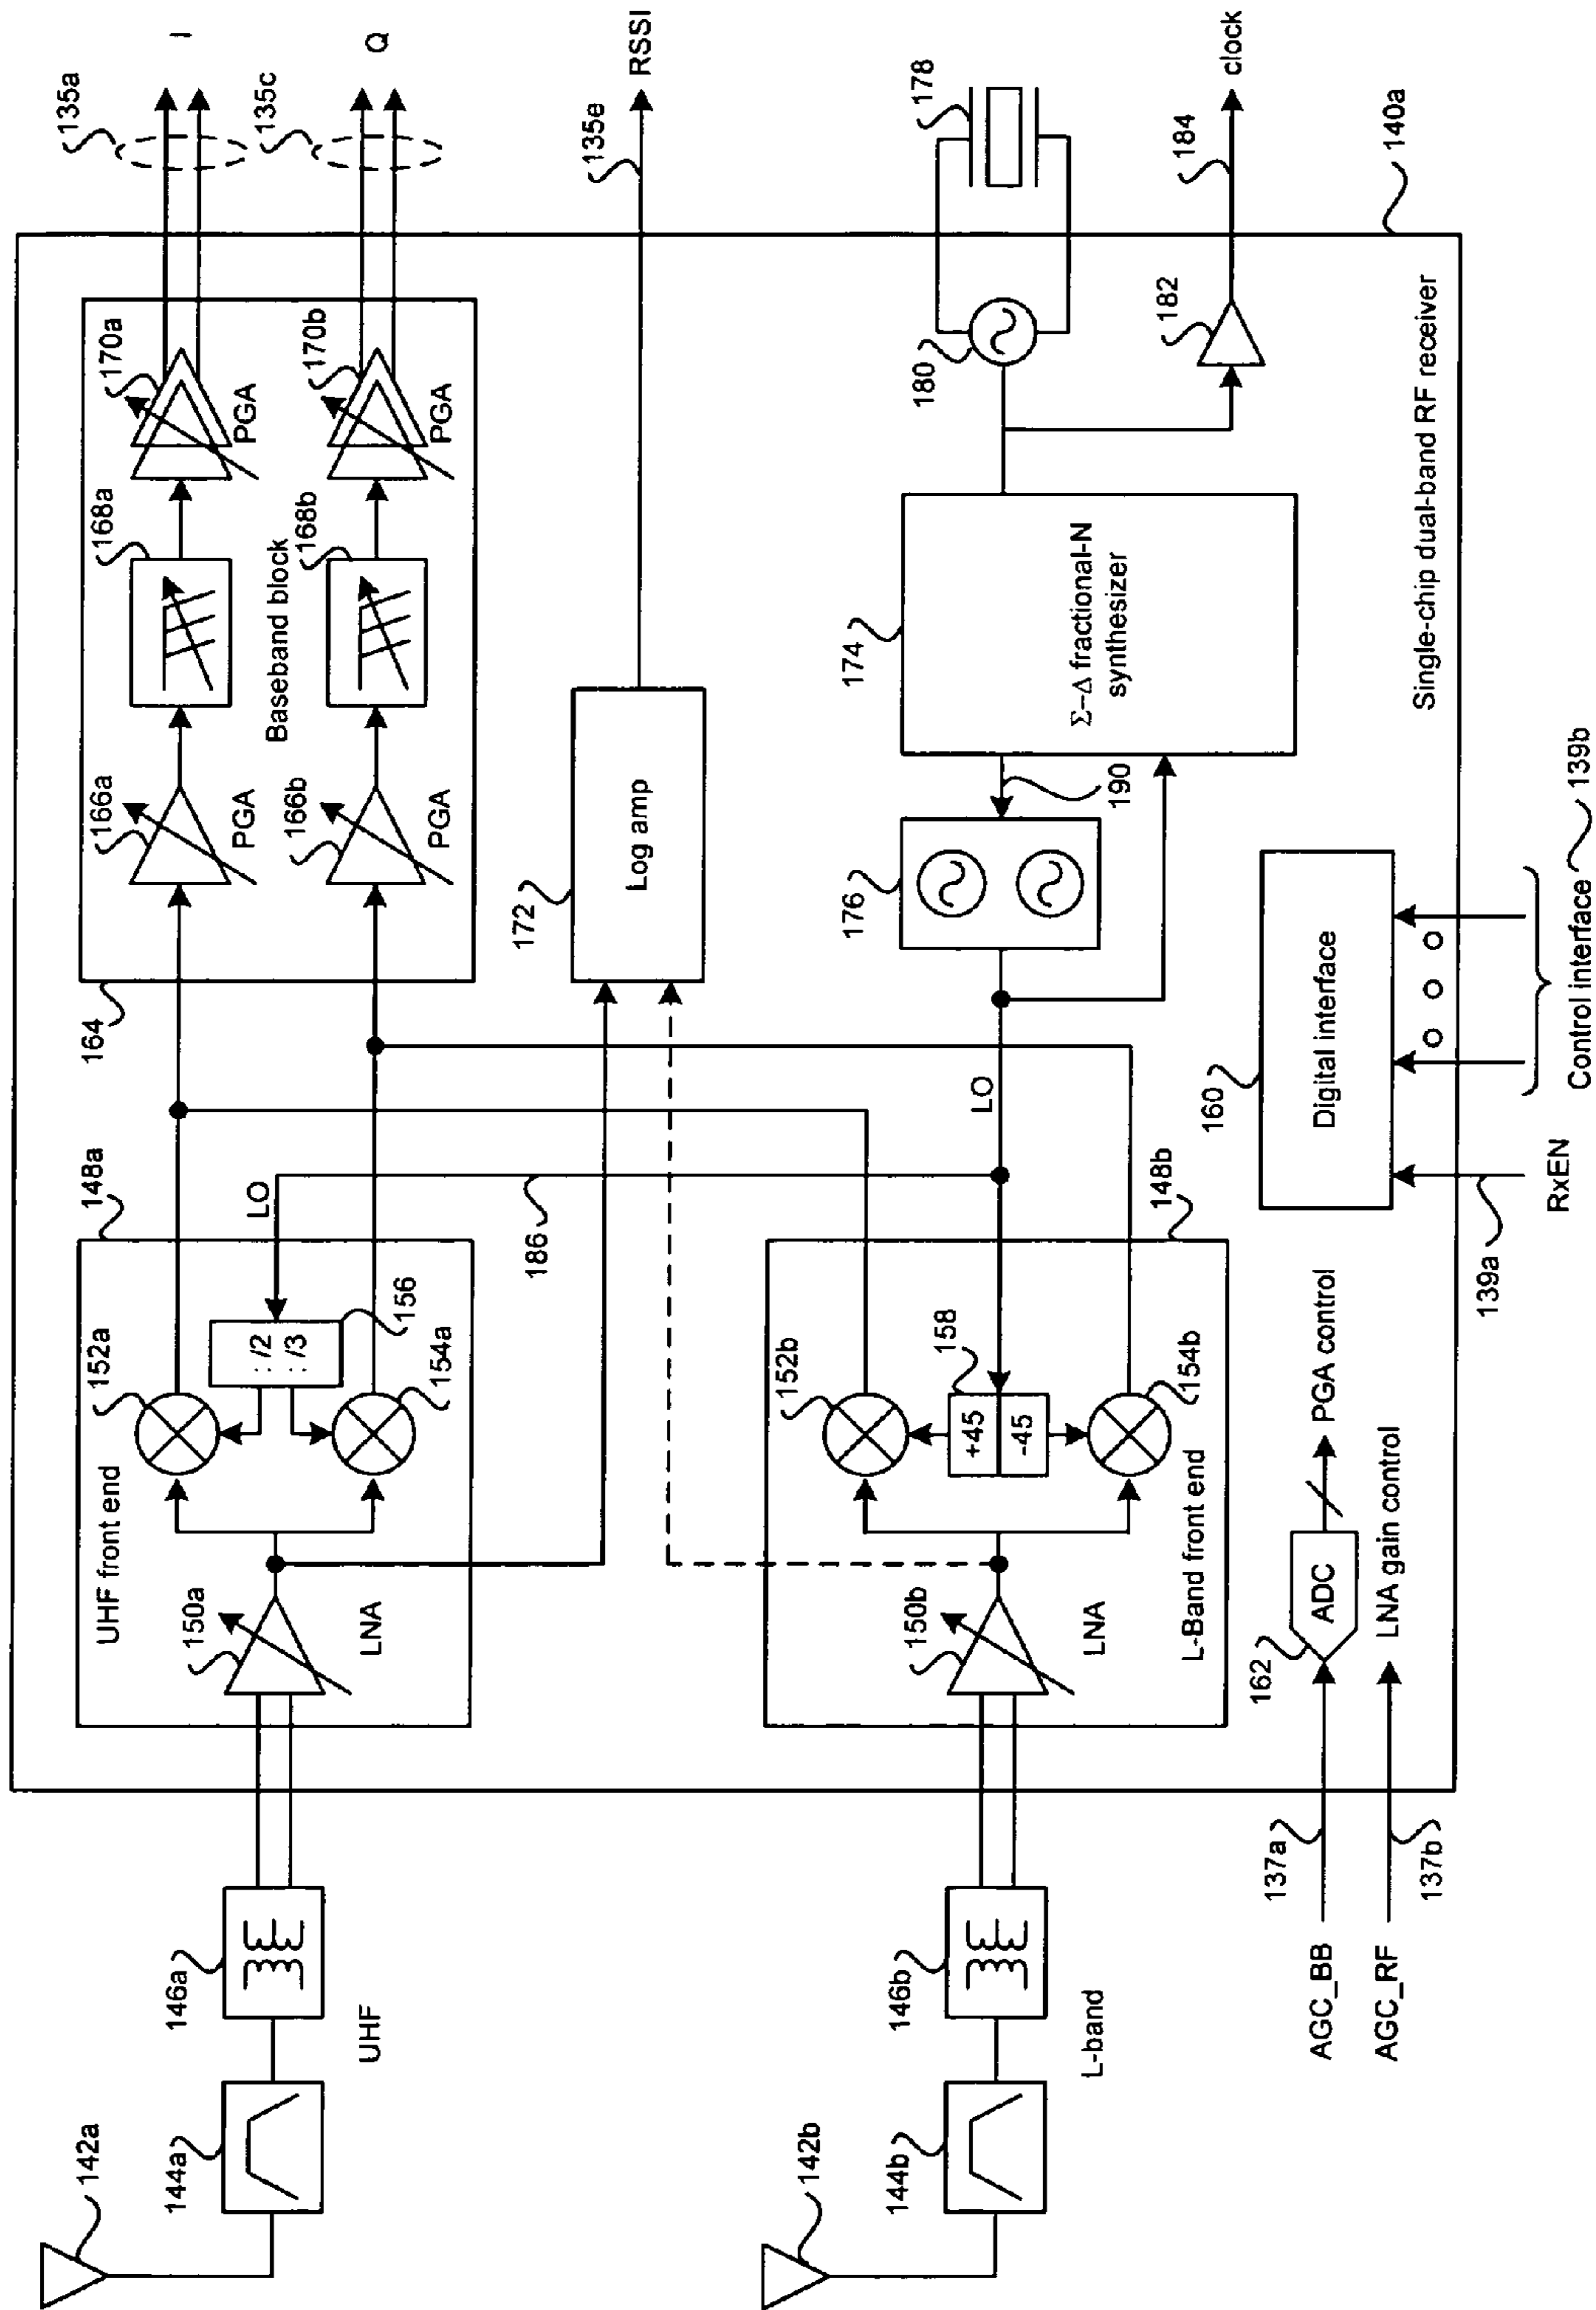 142a
144a
146a
UHF
UHF front end
150a
LNA
152a
: /2
: /3
154a
156
LO
148a
186
164
166a
PGA
166b
PGA
168a
Baseband block
168b
170a
PGA
170b
PGA
135a
I
135c
Q
172
Log amp
135e
RSSI
142b
144b
146b
L-band
150b
LNA
L-Band front end
152b
158
+45
-45
154b
148b
LO
176
190
174
Σ–Δ fractional-N
synthesizer
180
178
182
184
clock
AGC_BB
137a
162
ADC
PGA control
AGC_RF
137b
LNA gain control
160
Digital interface
139a
RxEN
Control interface
139b
Single-chip dual-band RF receiver
140a